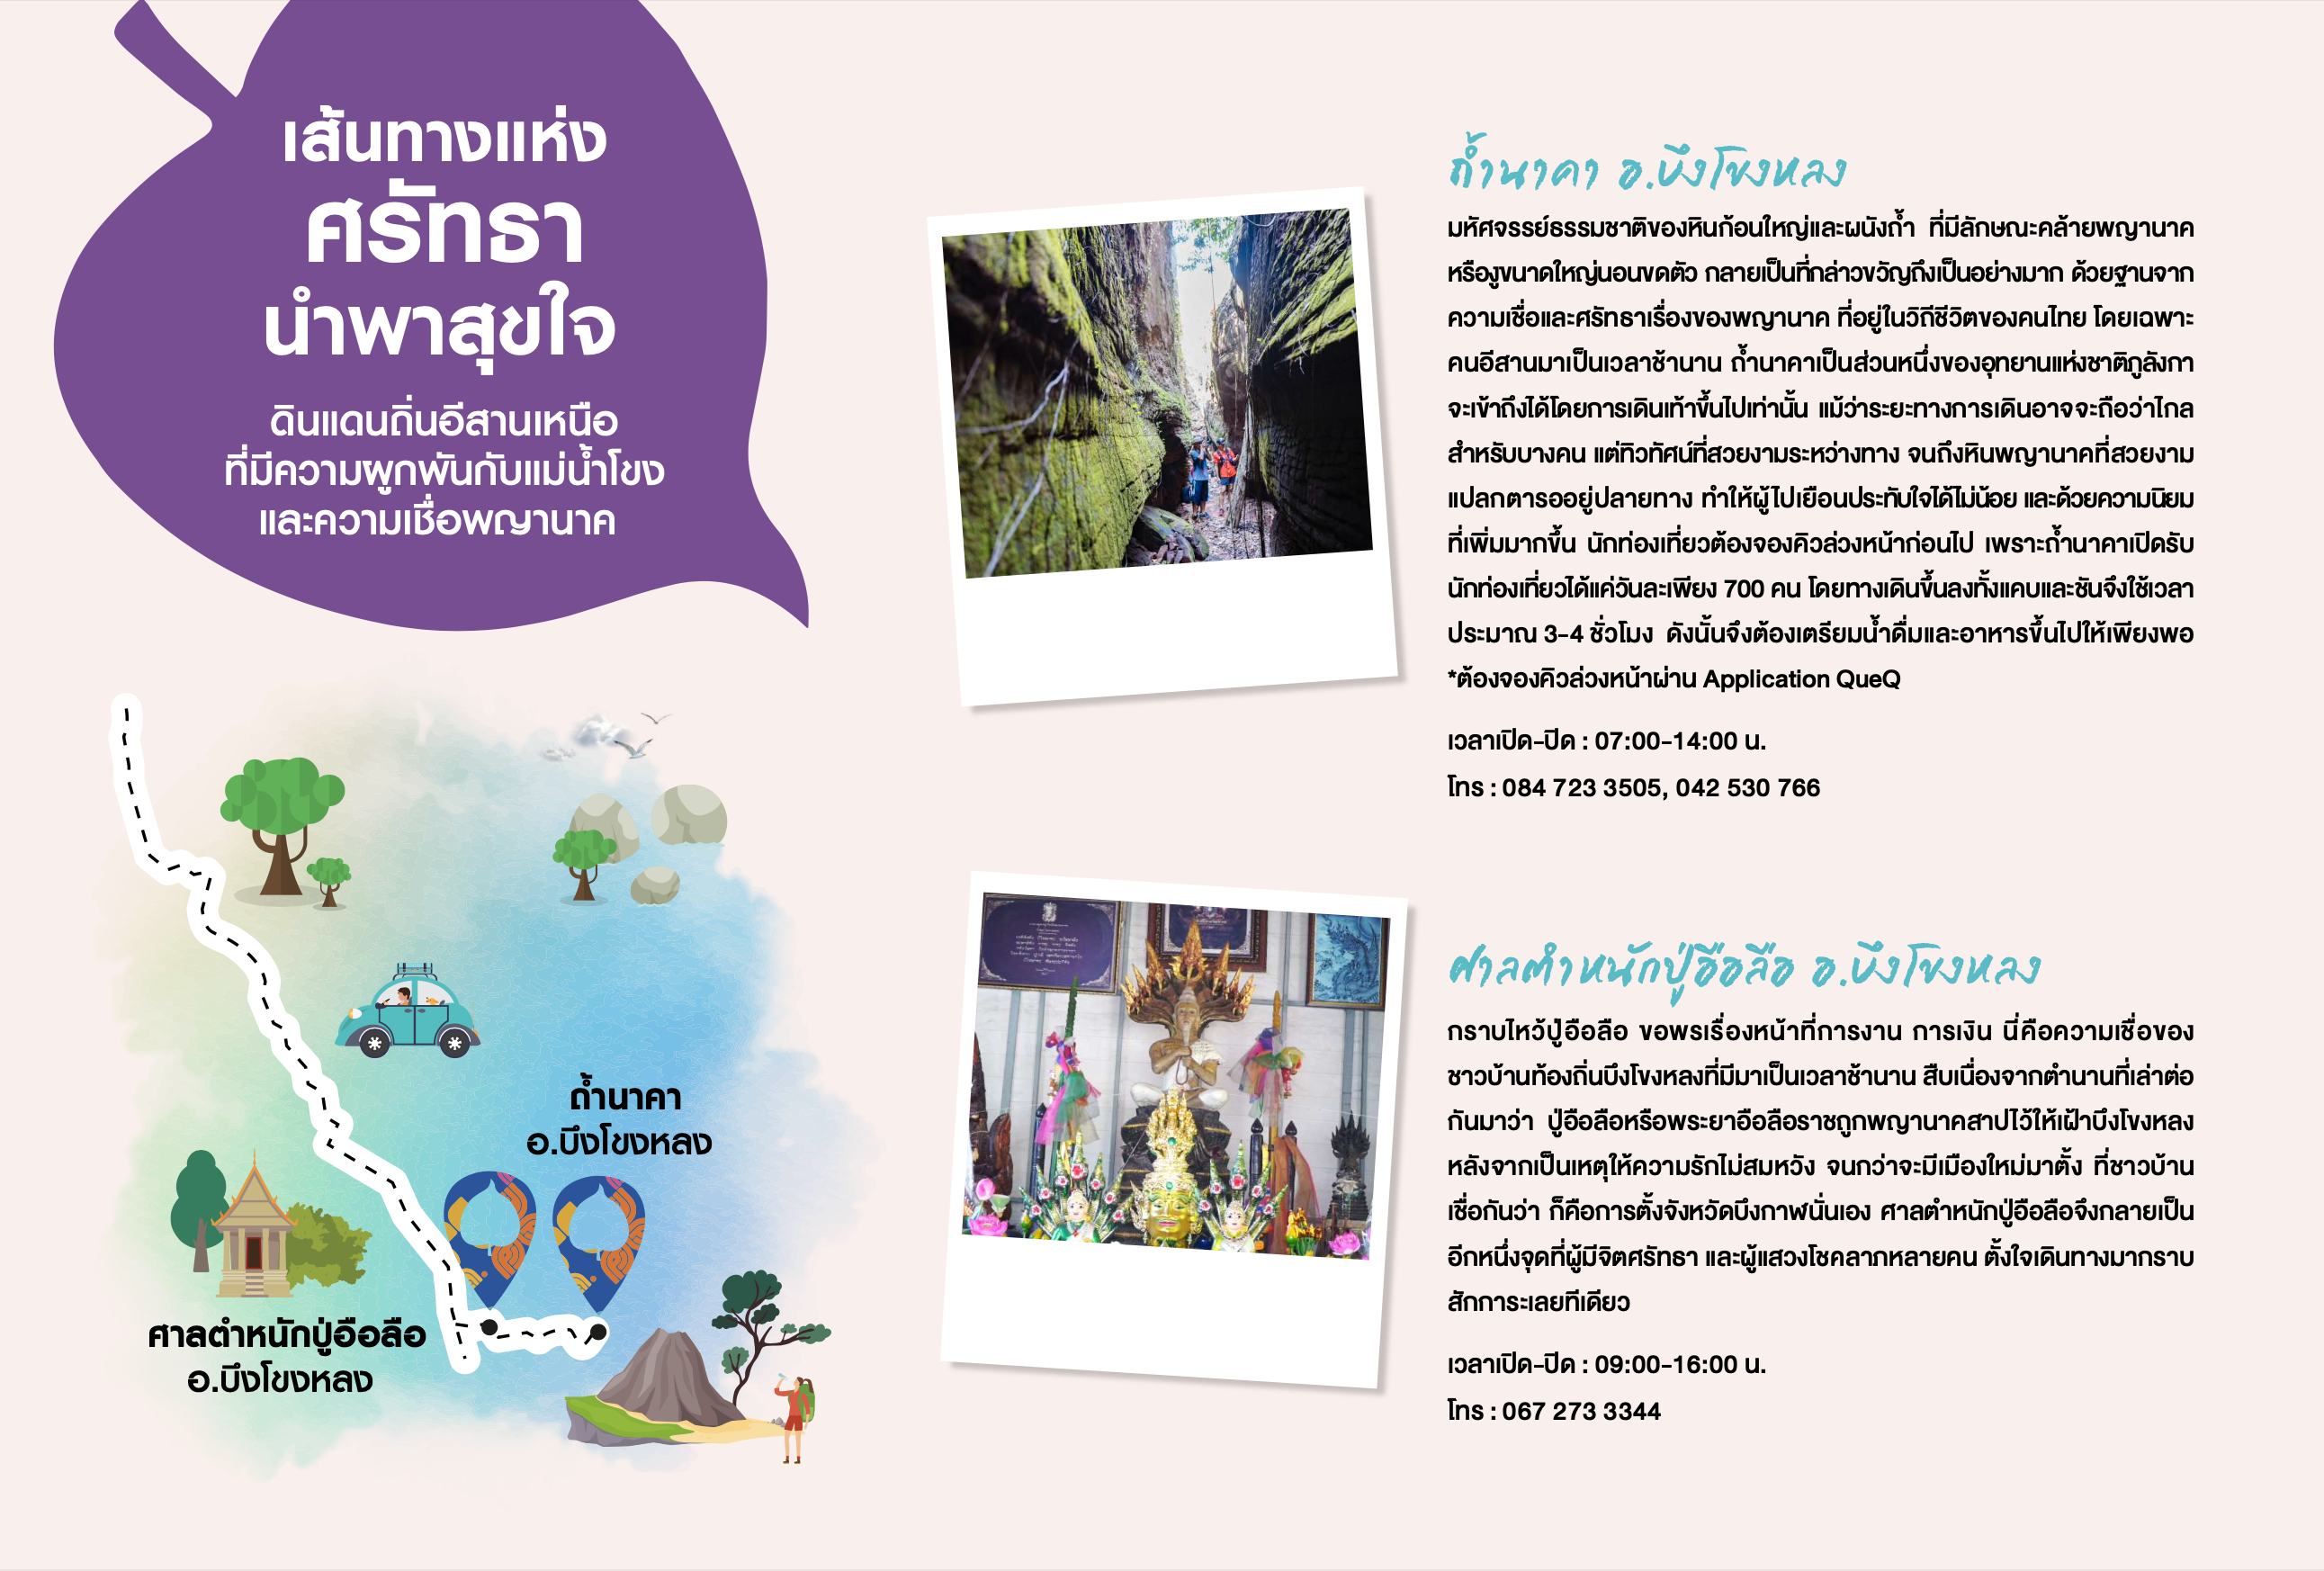 เส้นทางแห่ง
ศรัทธา
นำพาสุขใจ
ดินแดนถิ่นอีสานเหนือ
ที่มีความผูกพันกับแม่น้ำโขง
และความเชื่อพญานาค
ถ้ำนาคา
อ.บึงโขงหลง
ศาลตำหนักปู่อือลือ
อ.บึงโขงหลง
ถ้ำนาคา อ.บึงโขงหลง
มหัศจรรย์ธรรมชาติของหินก้อนใหญ่และผนังถ้ำ ที่มีลักษณะคล้ายพญานาค
หรืองูขนาดใหญ่นอนขดตัว กลายเป็นที่กล่าวขวัญถึงเป็นอย่างมาก ด้วยฐานจาก
ความเชื่อและศรัทธาเรื่องของพญานาค ที่อยู่ในวิถีชีวิตของคนไทย โดยเฉพาะ
คนอีสานมาเป็นเวลาช้านาน ถ้ำนาคาเป็นส่วนหนึ่งของอุทยานแห่งชาติภูลังกา
จะเข้าถึงได้โดยการเดินเท้าขึ้นไปเท่านั้น แม้ว่าระยะทางการเดินอาจจะถือว่าไกล
สำหรับบางคน แต่ทิวทัศน์ที่สวยงามระหว่างทาง จนถึงหินพญานาคที่สวยงาม
แปลกตารออยู่ปลายทาง ทำให้ผู้ไปเยือนประทับใจได้ไม่น้อย และด้วยความนิยม
ที่เพิ่มมากขึ้น นักท่องเที่ยวต้องจองคิวล่วงหน้าก่อนไป เพราะถ้ำนาคาเปิดรับ
นักท่องเที่ยวได้แค่วันละเพียง 700 คน โดยทางเดินขึ้นลงทั้งแคบและชันจึงใช้เวลา
ประมาณ 3-4 ชั่วโมง ดังนั้นจึงต้องเตรียมน้ำดื่มและอาหารขึ้นไปให้เพียงพอ
*ต้องจองคิวล่วงหน้าผ่าน Application QueQ
เวลาเปิด-ปิด : 07:00-14:00 น.
โทร : 084 723 3505, 042 530 766
ศาลตำหนักปู่อือลือ อ.บึงโขงหลง
กราบไหว้ปู่อือลือ ขอพรเรื่องหน้าที่การงาน การเงิน นี่คือความเชื่อของ
ชาวบ้านท้องถิ่นบึงโขงหลงที่มีมาเป็นเวลาช้านาน สืบเนื่องจากตำนานที่เล่าต่อ
กันมาว่า ปู่อือลือหรือพระยาอือลือราชถูกพญานาคสาปไว้ให้เฝ้าบึงโขงหลง
หลังจากเป็นเหตุให้ความรักไม่สมหวัง จนกว่าจะมีเมืองใหม่มาตั้ง ที่ชาวบ้าน
เชื่อกันว่า ก็คือการตั้งจังหวัดบึงกาฬนั่นเอง ศาลตำหนักปู่อือลือจึงกลายเป็น
อีกหนึ่งจุดที่ผู้มีจิตศรัทธา และผู้แสวงโชคลาภหลายคน ตั้งใจเดินทางมากราบ
สักการะเลยทีเดียว
เวลาเปิด-ปิด : 09:00-16:00 น.
โทร : 067 273 3344